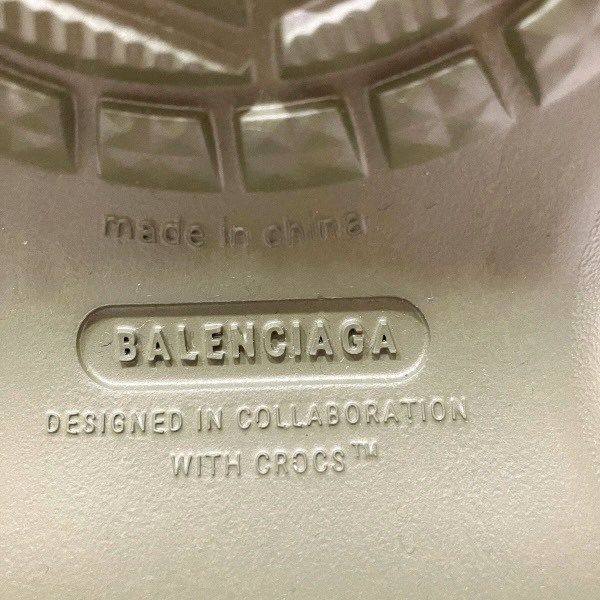 made in china
BALENCIAGA
DESIGNED IN COLLABORATION
WITH CROCS™